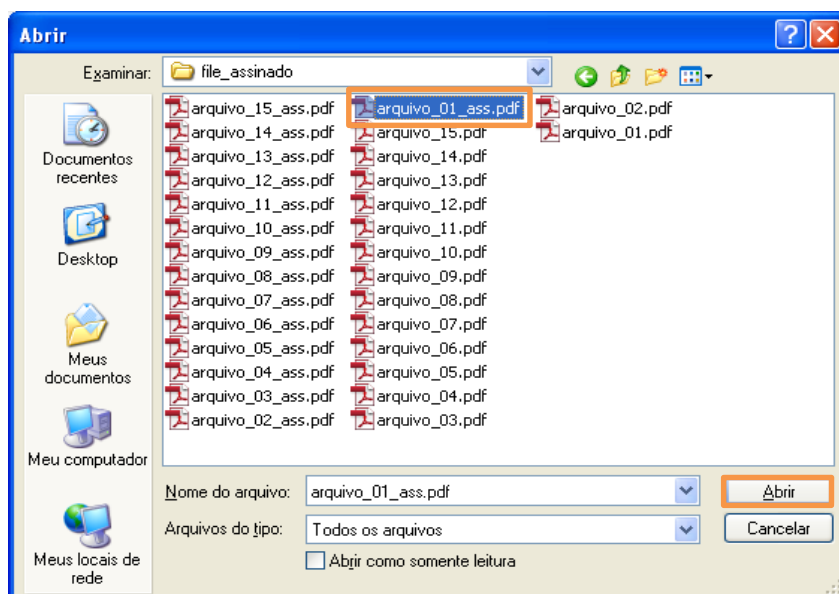 Abrir
Examinar: file_assinado
Documentos
recentes
Desktop
Meus
documentos
Meu computador
Meus locais de
rede
arquivo_15_ass.pdf arquivo_01_ass.pdf arquivo_02.pdf
arquivo_14_ass.pdf arquivo_15.pdf arquivo_01.pdf
arquivo_13_ass.pdf arquivo_14.pdf
arquivo_12_ass.pdf arquivo_13.pdf
arquivo_11_ass.pdf arquivo_12.pdf
arquivo_10_ass.pdf arquivo_11.pdf
arquivo_09_ass.pdf arquivo_10.pdf
arquivo_08_ass.pdf arquivo_09.pdf
arquivo_07_ass.pdf arquivo_08.pdf
arquivo_06_ass.pdf arquivo_07.pdf
arquivo_05_ass.pdf arquivo_06.pdf
arquivo_04_ass.pdf arquivo_05.pdf
arquivo_03_ass.pdf arquivo_04.pdf
arquivo_02_ass.pdf arquivo_03.pdf
Nome do arquivo: arquivo_01_ass.pdf Abrir
Arquivos do tipo: Todos os arquivos Cancelar
Abrir como somente leitura